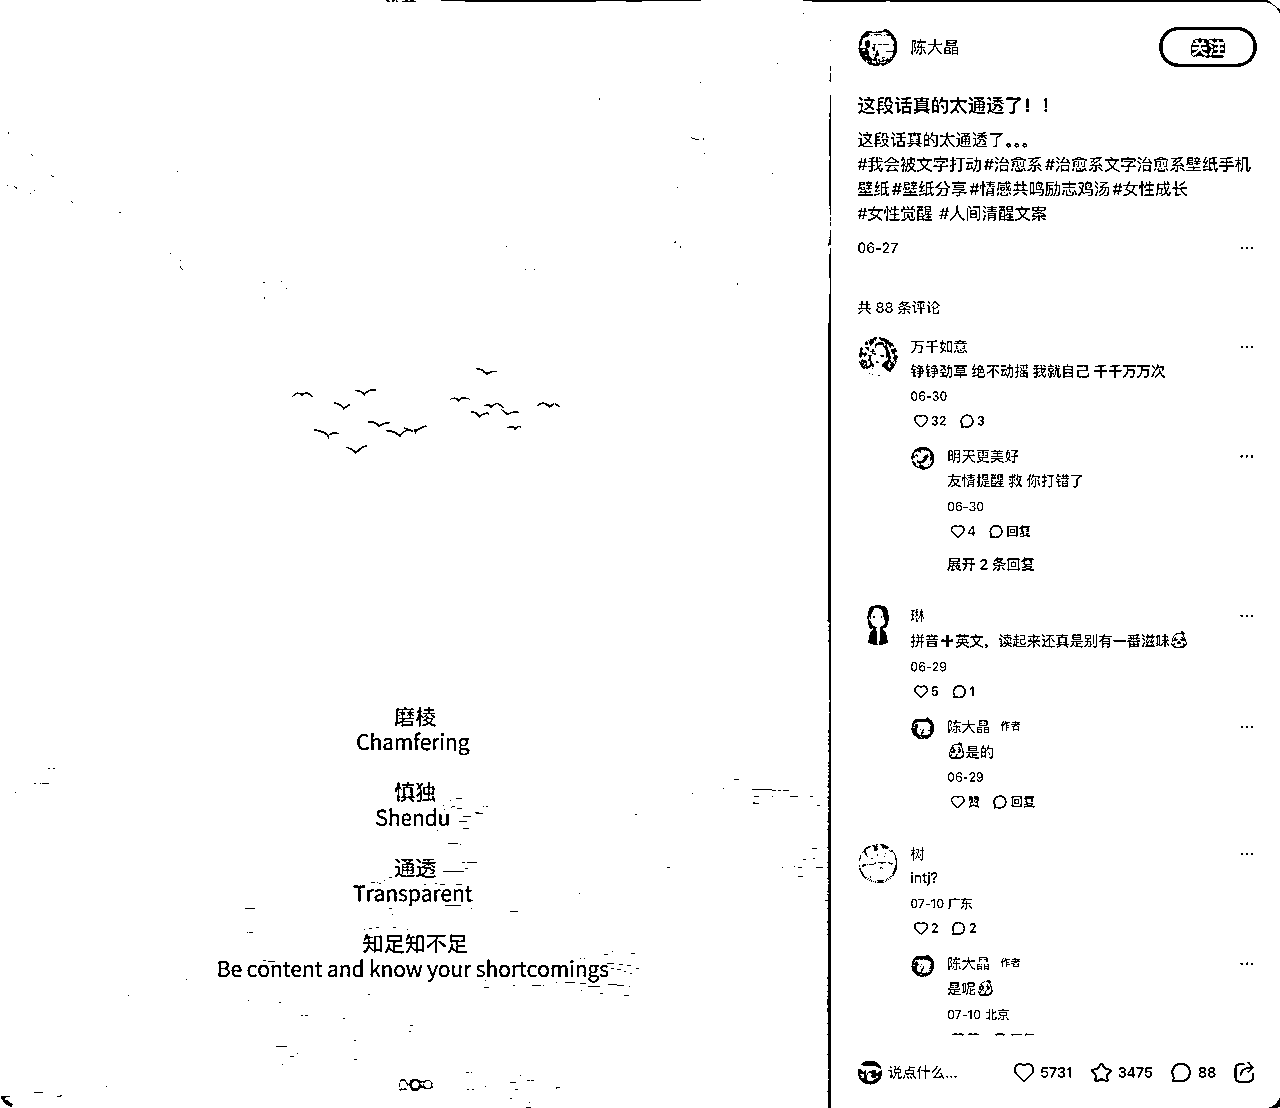 磨棱
Chamfering
慎独
Shendu
通透
Transparent
知足知不足
Be content and know your shortcomings
陈大晶
关注
这段话真的太通透了！！
这段话真的太通透了。。。
#我会被文字打动#治愈系#治愈系文字治愈系壁纸手机
壁纸#壁纸分享#情感共鸣励志鸡汤#女性成长
#女性觉醒 #人间清醒文案
06-27
共 88 条评论
万千如意
铮铮劲草 绝不动摇 我就自己 千千万万次
06-30
32 3
明天更美好
友情提醒 救 你打错了
06-30
4 回复
展开 2 条回复
琳
拼音➕英文，读起来还真是别有一番滋味
06-29
5 1
陈大晶 作者
是的
06-29
赞 回复
树
intj?
07-10 广东
2 2
陈大晶 作者
是呢
07-10 北京
说点什么...
5731 3475 88